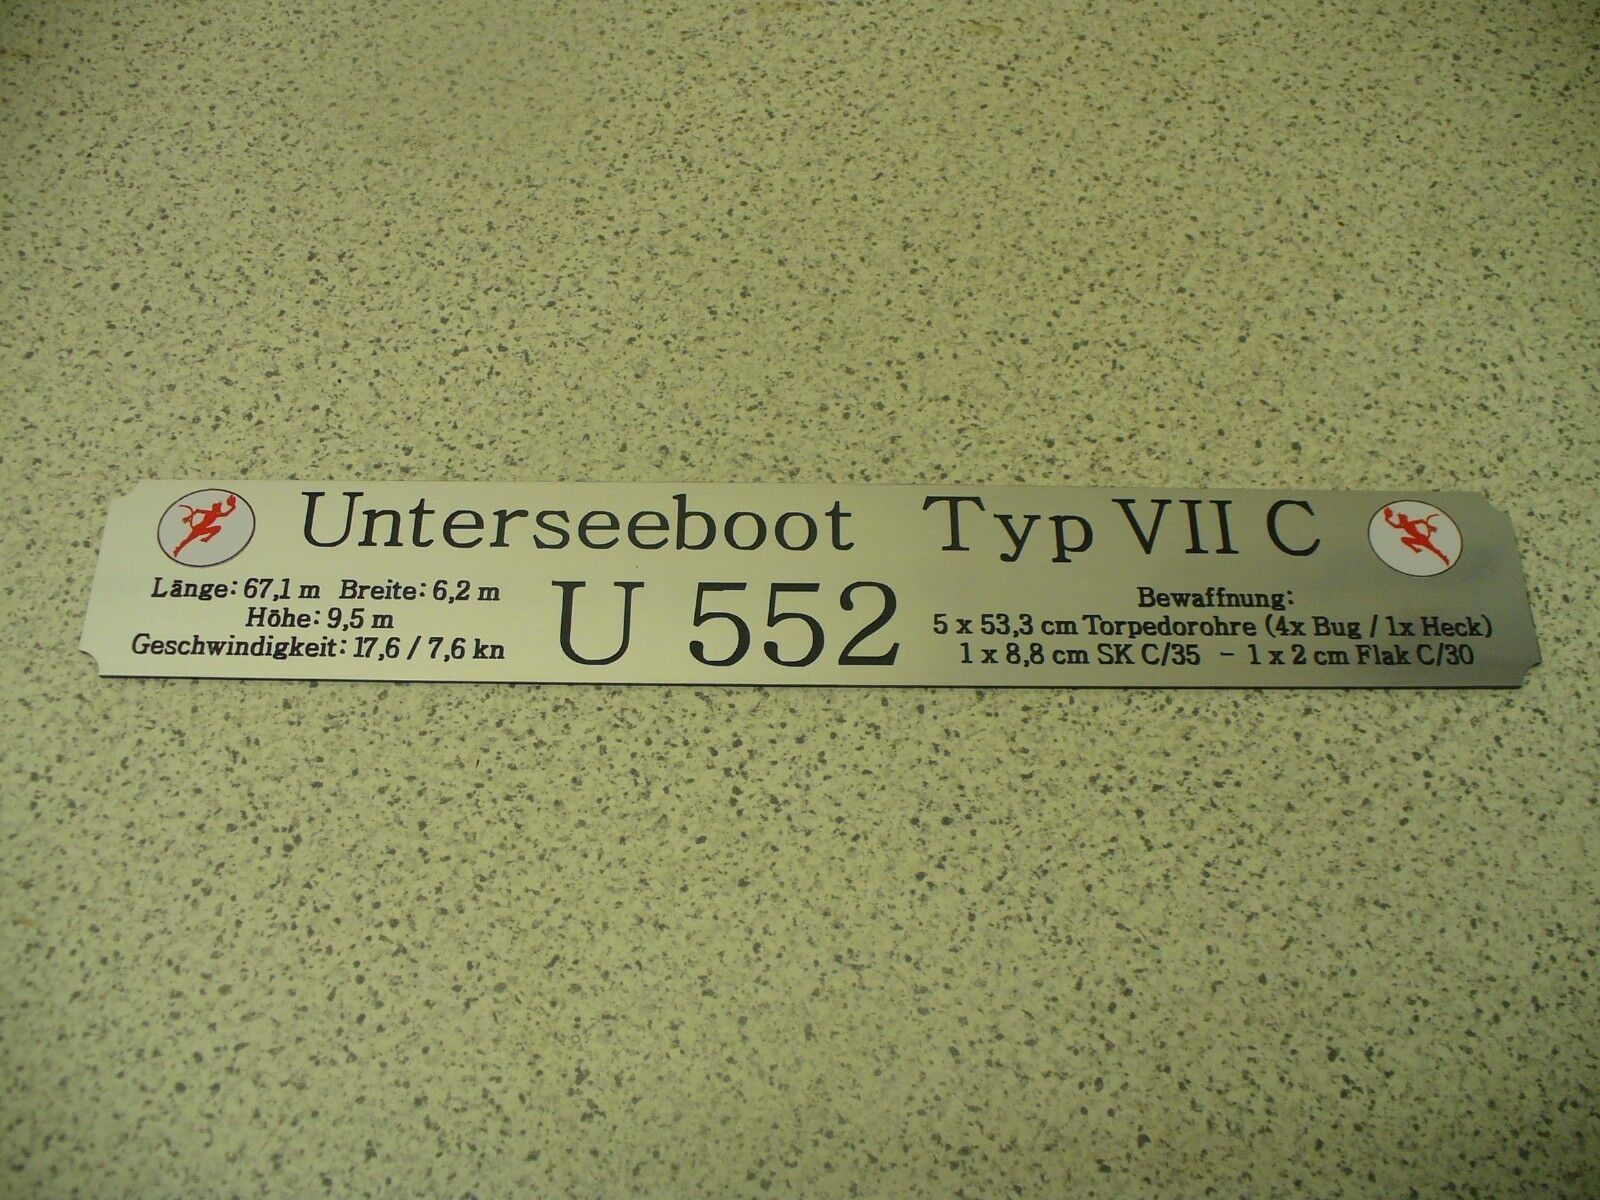 Unterseeboot Typ VII C
Länge: 67,1 m Breite: 6,2 m
Höhe: 9,5 m
Geschwindigkeit: 17,6 / 7,6 kn
U 552
Bewaffnung:
5 x 53,3 cm Torpedorohre (4x Bug / 1x Heck)
1 x 8,8 cm SK C/35 - 1 x 2 cm Flak C/30